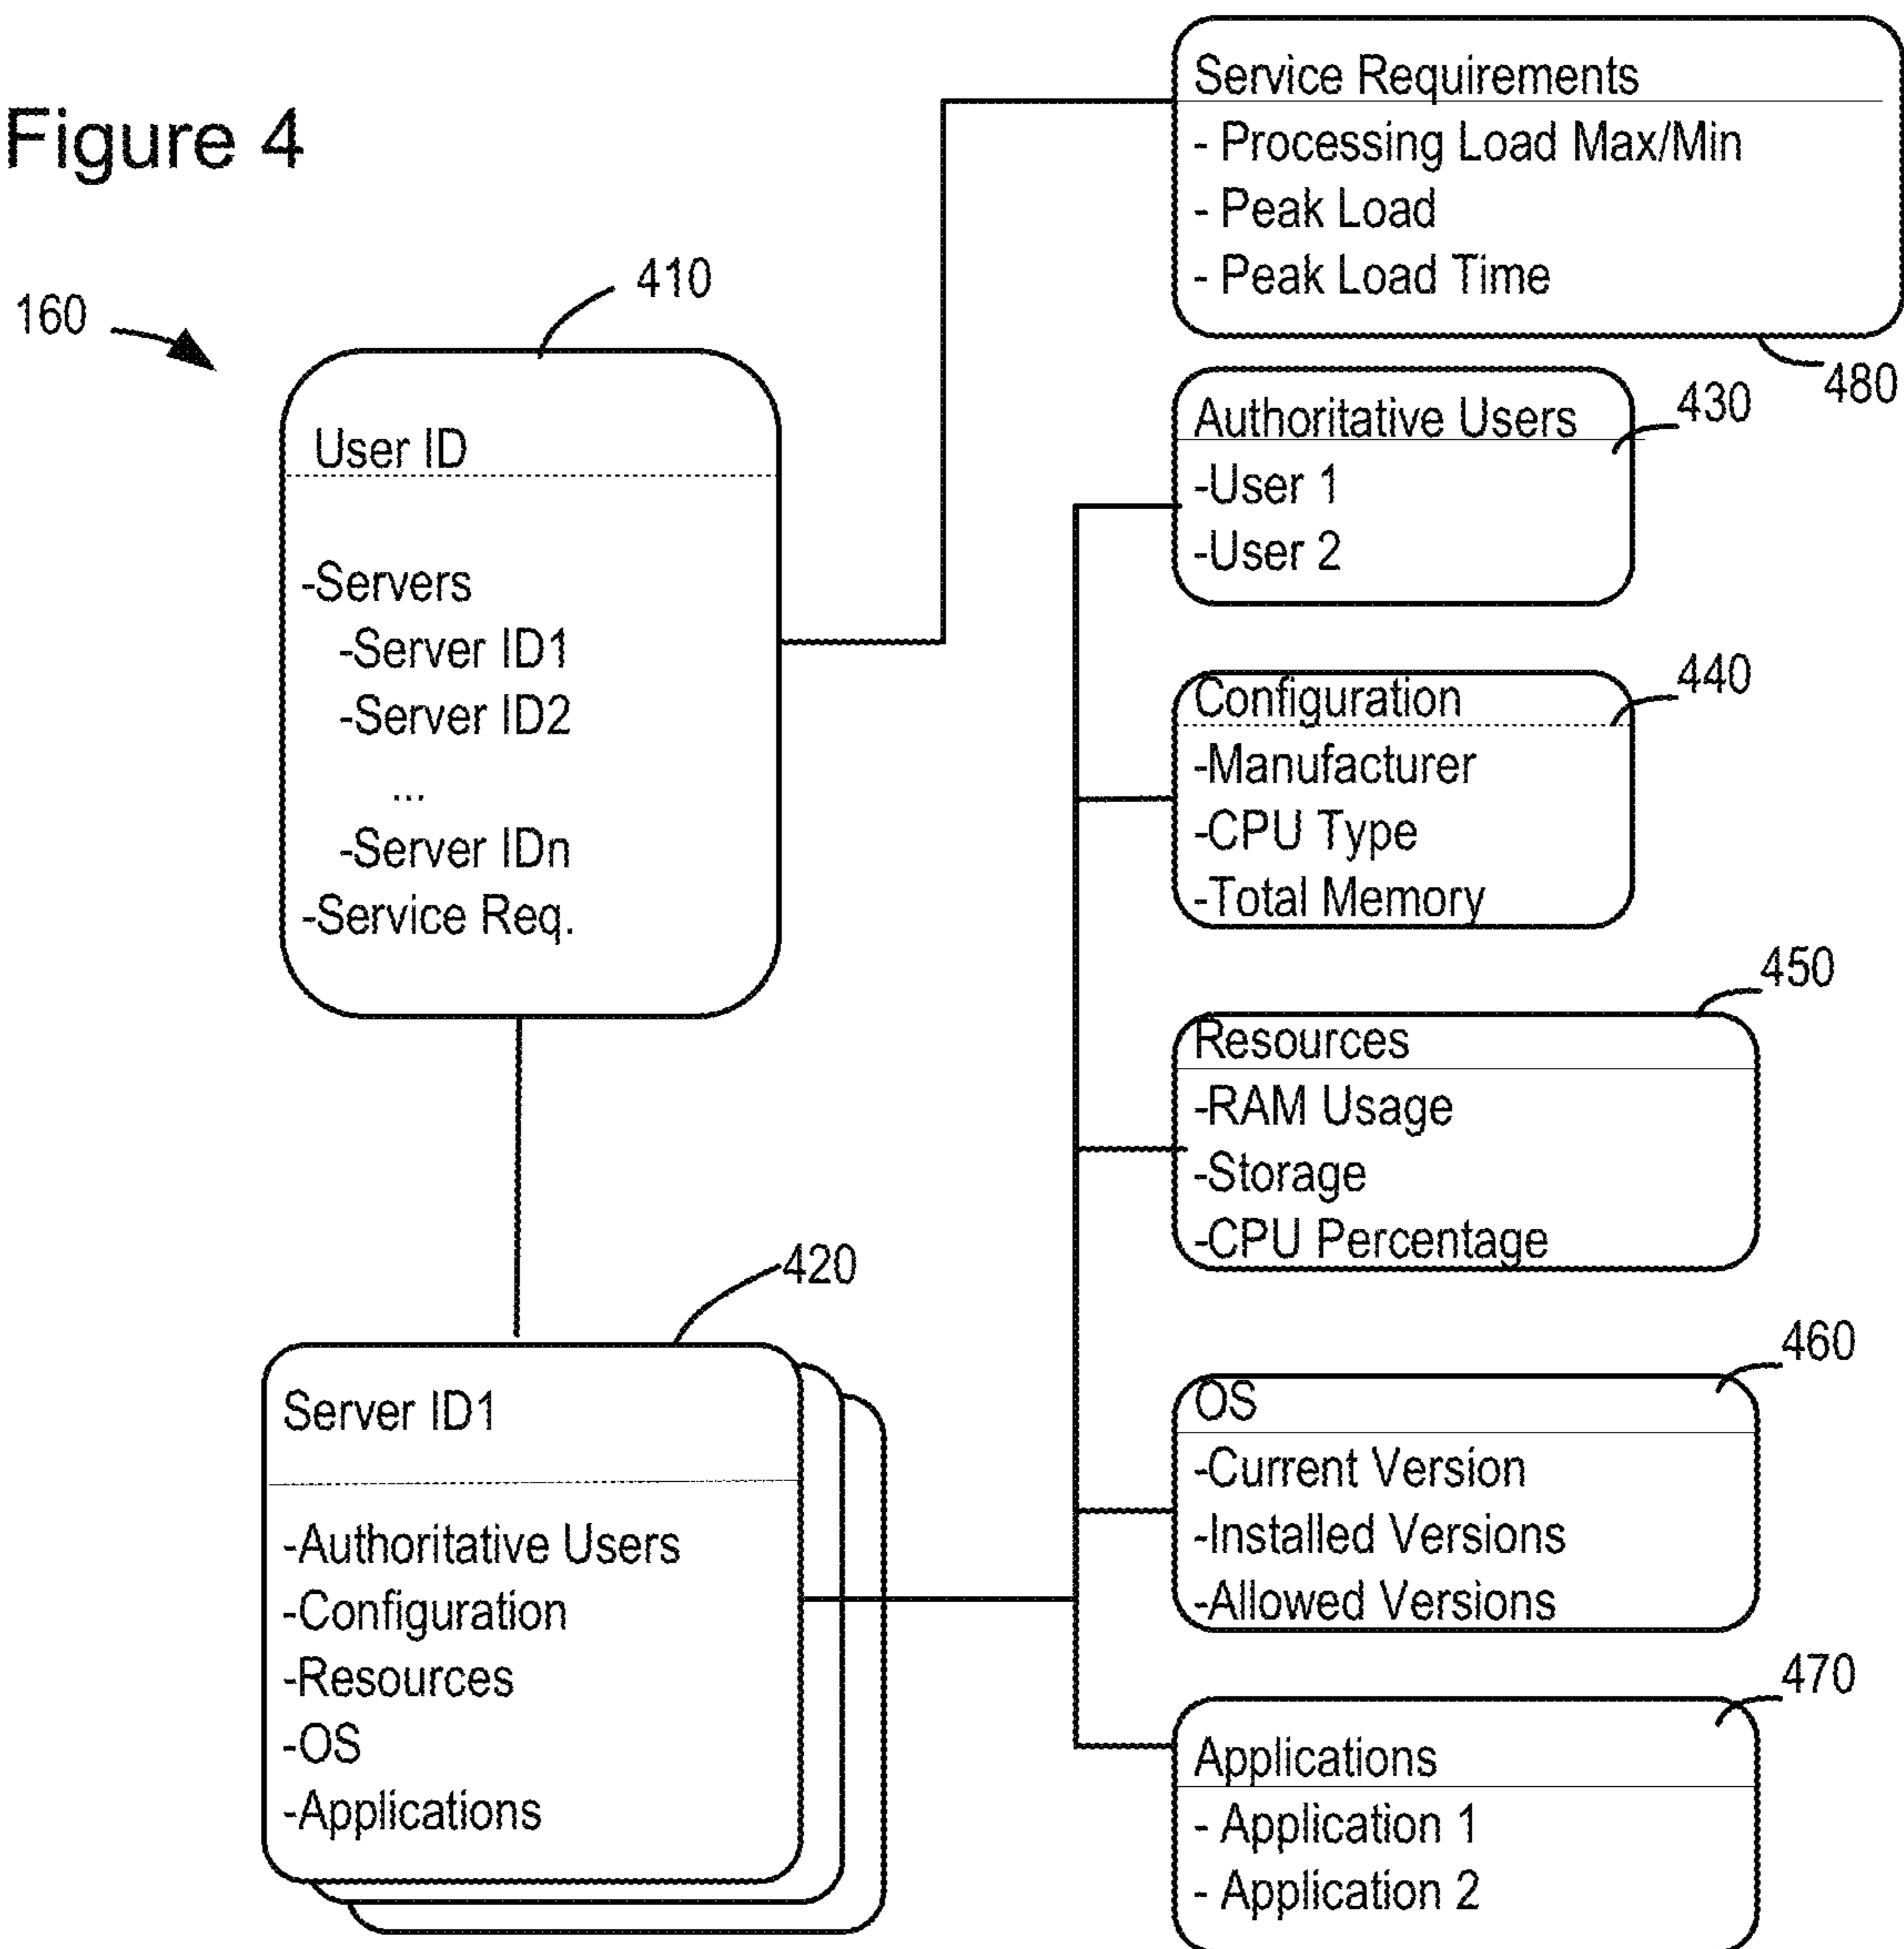 Figure 4
160
410
User ID
-Servers
-Server ID1
-Server ID2
...
-Server IDn
-Service Req.
420
Server ID1
-Authoritative Users
-Configuration
-Resources
-OS
-Applications
Service Requirements
- Processing Load Max/Min
- Peak Load
- Peak Load Time
480
Authoritative Users
-User 1
-User 2
430
Configuration
-Manufacturer
-CPU Type
-Total Memory
440
450
Resources
-RAM Usage
-Storage
-CPU Percentage
460
OS
-Current Version
-Installed Versions
-Allowed Versions
470
Applications
- Application 1
- Application 2